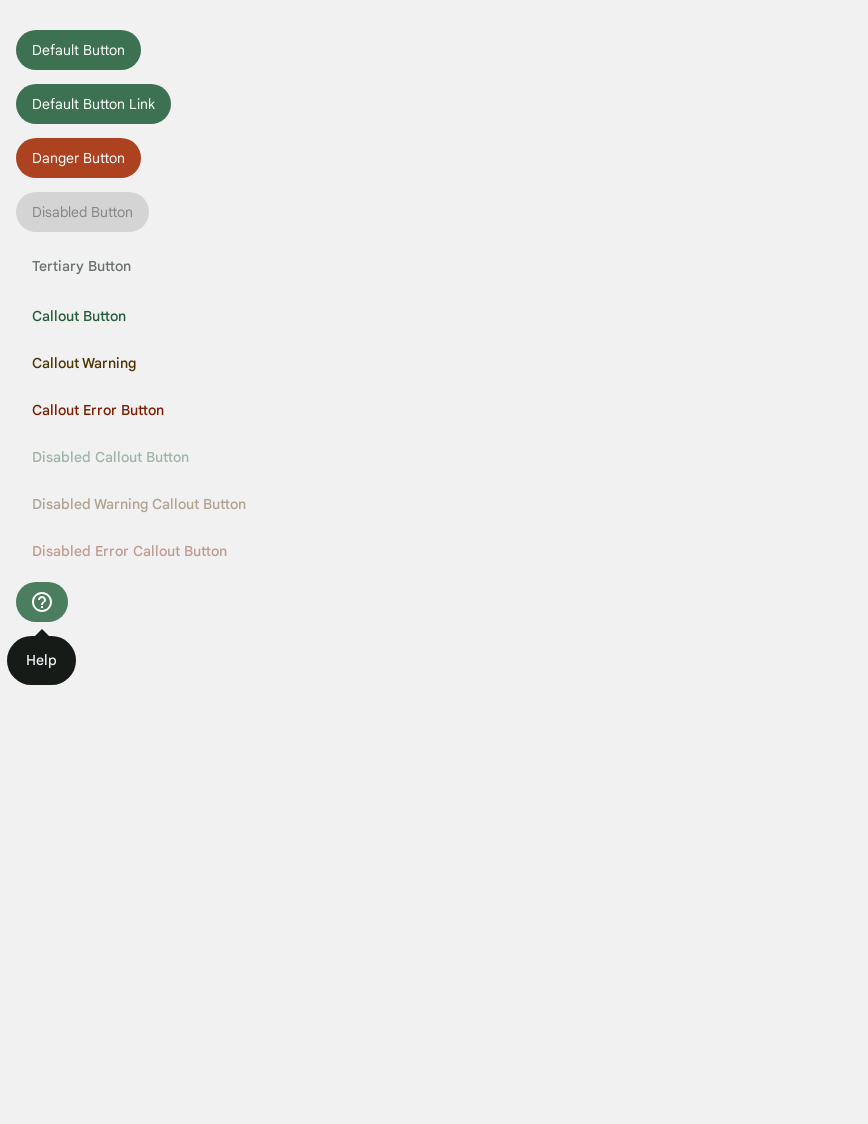 Default Button
Default Button Link
Danger Button
Disabled Button
Tertiary Button
Callout Button
Callout Warning
Callout Error Button
Disabled Callout Button
Disabled Warning Callout Button
Disabled Error Callout Button
Help